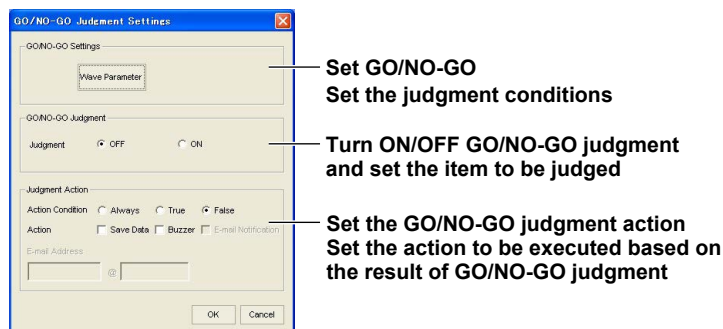 GO/NO-GO Judgment Settings
GO/NO-GO Settings
Wave Parameter
Set GO/NO-GO
Set the judgment conditions
GO/NO-GO Judgment
Judgment OFF ON
Turn ON/OFF GO/NO-GO judgment
and set the item to be judged
Judgment Action
Action Condition Always True False
Action Save Data Buzzer E-mail Notification
E-mail Address
@
Set the GO/NO-GO judgment action
Set the action to be executed based on
the result of GO/NO-GO judgment
OK Cancel